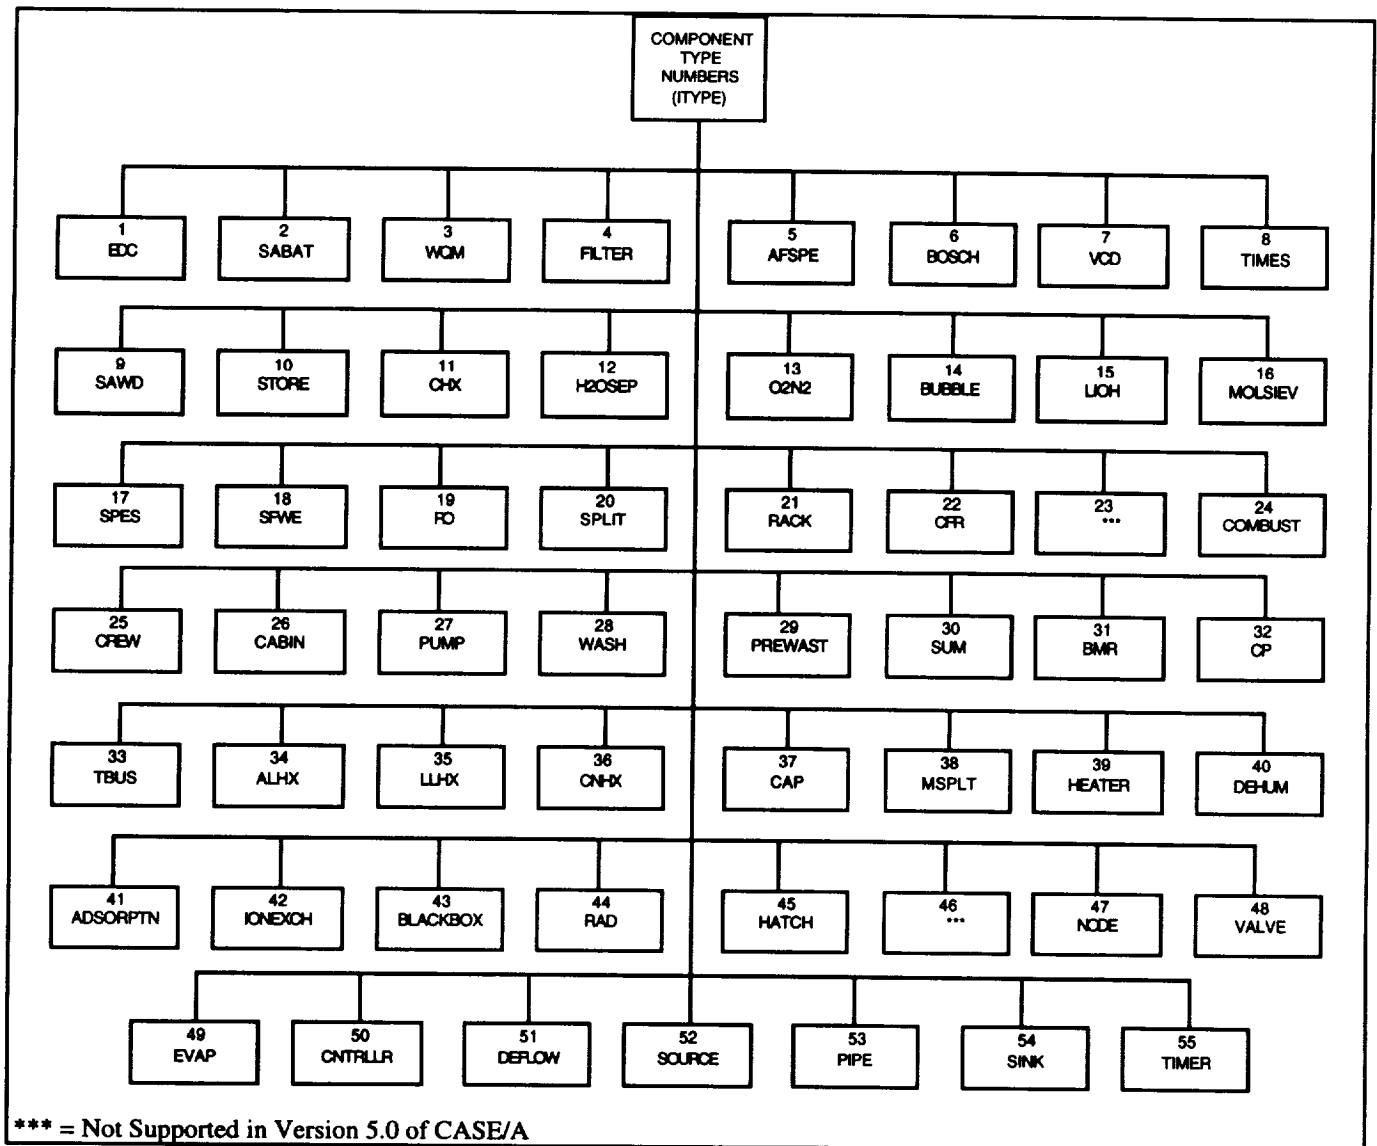 COMPONENT
TYPE
NUMBERS
(ITYPE)
1
EDC
2
SABAT
3
WQM
4
FILTER
5
AFSPE
6
BOSCH
7
VCD
8
TIMES
9
SAWD
10
STORE
11
CHX
12
H2OSEP
13
O2N2
14
BUBBLE
15
LIOH
16
MOLSIEV
17
SPES
18
SFWE
19
RO
20
SPLIT
21
RACK
22
CFR
23
***
24
COMBUST
25
CREW
26
CABIN
27
PUMP
28
WASH
29
PREWAST
30
SUM
31
BMR
32
CP
33
TBUS
34
ALHX
35
LLHX
36
CNHX
37
CAP
38
MSPLT
39
HEATER
40
DEHUM
41
ADSORPTN
42
IONEXCH
43
BLACKBOX
44
RAD
45
HATCH
46
***
47
NODE
48
VALVE
49
EVAP
50
CNTRLLR
51
DEFLOW
52
SOURCE
53
PIPE
54
SINK
55
TIMER
*** = Not Supported in Version 5.0 of CASE/A